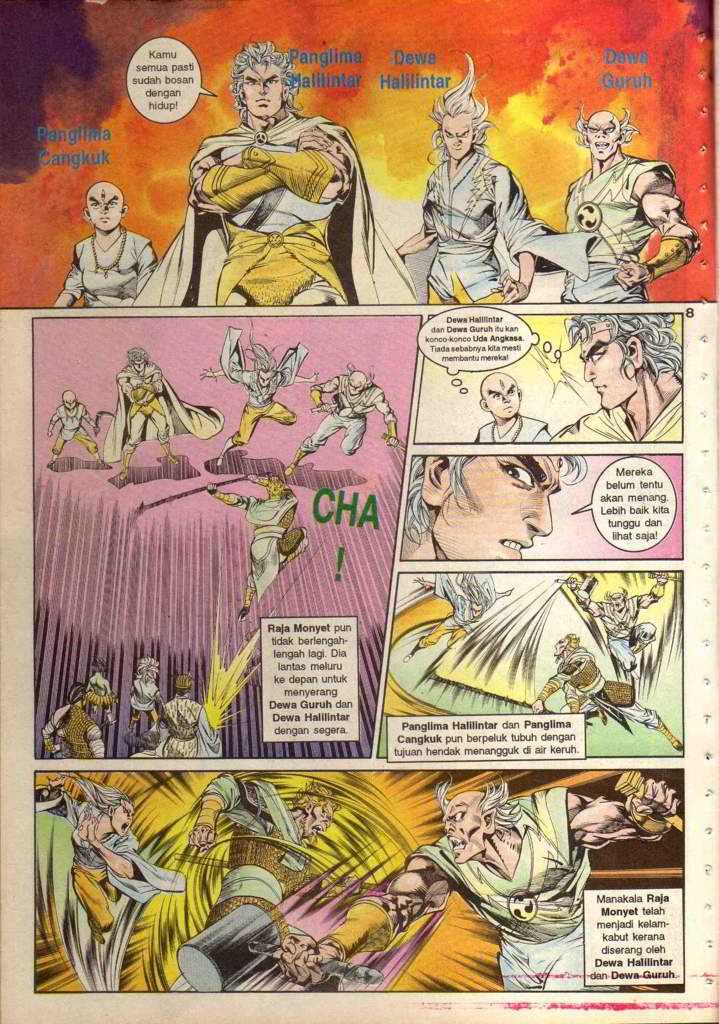 Kamu
semua pasti
sudah bosan
dengan
hidup!
Panglima
Halilintar
Dewa
Halilintar
Dewa
Guruh
Panglima
Cangkuk
8
Dewa Halilintar
dan Dewa Guruh itu kan
konco-konco Uda Angkasa.
Tiada sebabnya kita mesti
membantu mereka!
Mereka
belum tentu
akan menang.
Lebih baik kita
tunggu dan
lihat saja!
CHA
!
Raja Monyet pun
tidak berlengah-
lengah lagi. Dia
lantas meluru
ke depan untuk
menyerang
Dewa Guruh dan
Dewa Halilintar
dengan segera.
Panglima Halilintar dan Panglima
Cangkuk pun berpeluk tubuh dengan
tujuan hendak menangguk di air keruh.
Manakala Raja
Monyet telah
menjadi kelam-
kabut kerana
diserang oleh
Dewa Halilintar
dan Dewa Guruh.